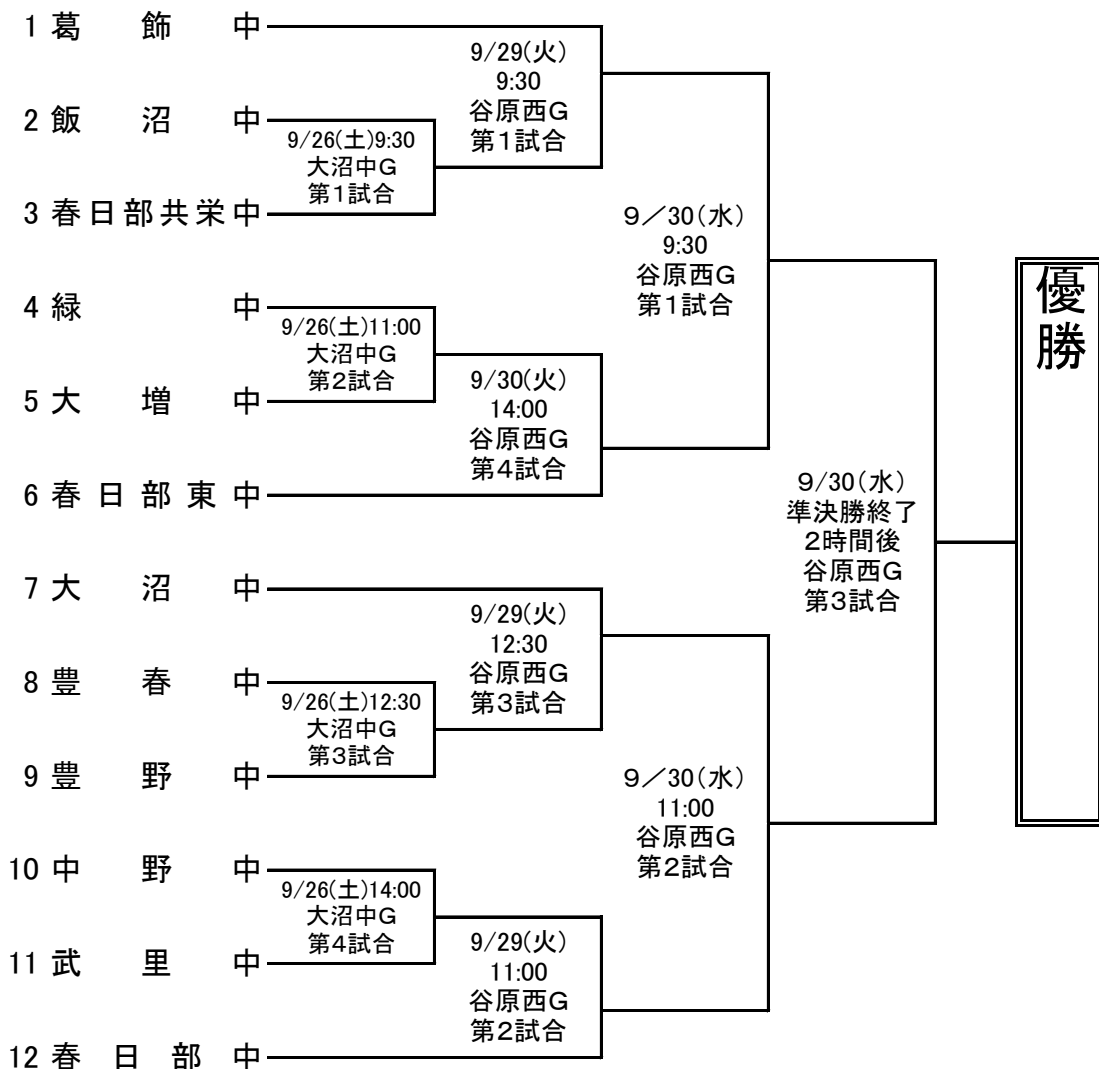 1 葛飾中
9/29(火)
9:30
谷原西G
第1試合
2 飯沼中
9/26(土)9:30
大沼中G
第1試合
3 春日部共栄中
9／30(水)
9:30
谷原西G
第1試合
4 緑中
9/26(土)11:00
大沼中G
第2試合
5 大増中
9/30(火)
14:00
谷原西G
第4試合
6 春日部東中
9/30(水)
準決勝終了
2時間後
谷原西G
第3試合
優勝
7 大沼中
9/29(火)
12:30
谷原西G
第3試合
8 豊春中
9/26(土)12:30
大沼中G
第3試合
9 豊野中
9／30(水)
11:00
谷原西G
第2試合
10 中野中
9/26(土)14:00
大沼中G
第4試合
11 武里中
9/29(火)
11:00
谷原西G
第2試合
12 春日部中